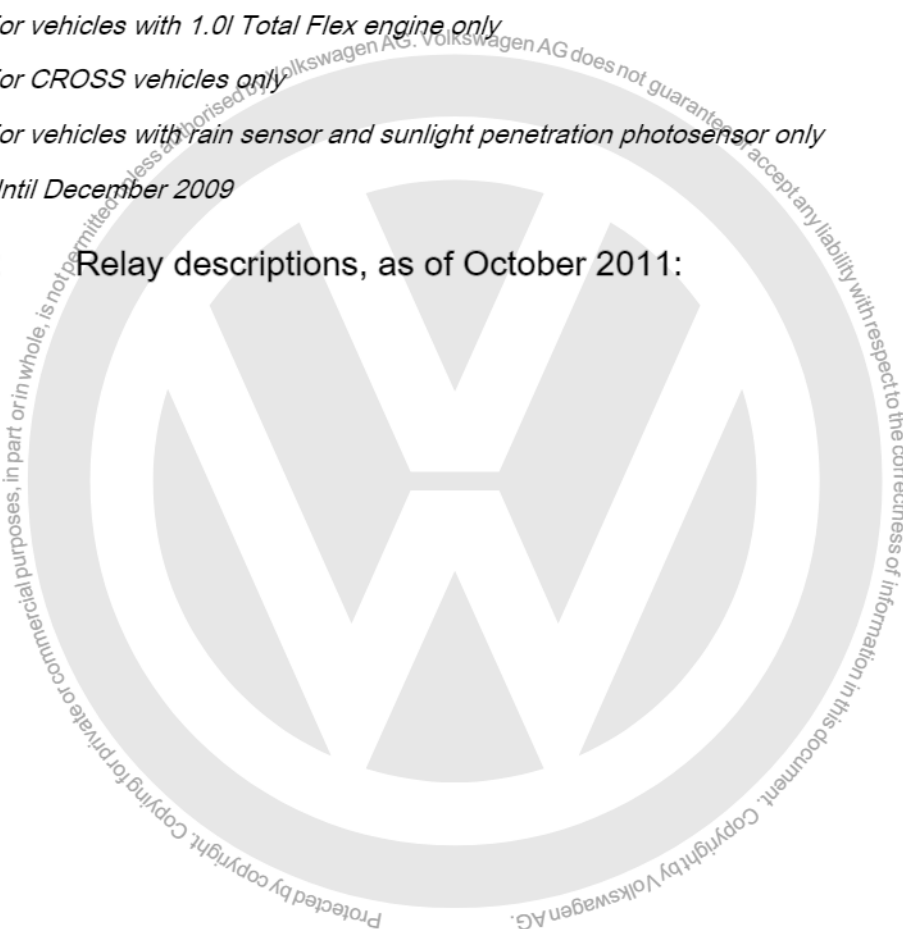 or vehicles with 1.0l Total Flex engine only
or CROSS vehicles only
or vehicles with rain sensor and sunlight penetration photosensor only
ntil December 2009
Relay descriptions, as of October 2011:
Protected by copyright. Copying for private or commercial purposes, in part or in whole, is not permitted unless authorised by Volkswagen AG. Volkswagen AG does not guarantee or accept any liability with respect to the correctness of information in this document. Copyright by Volkswagen AG.